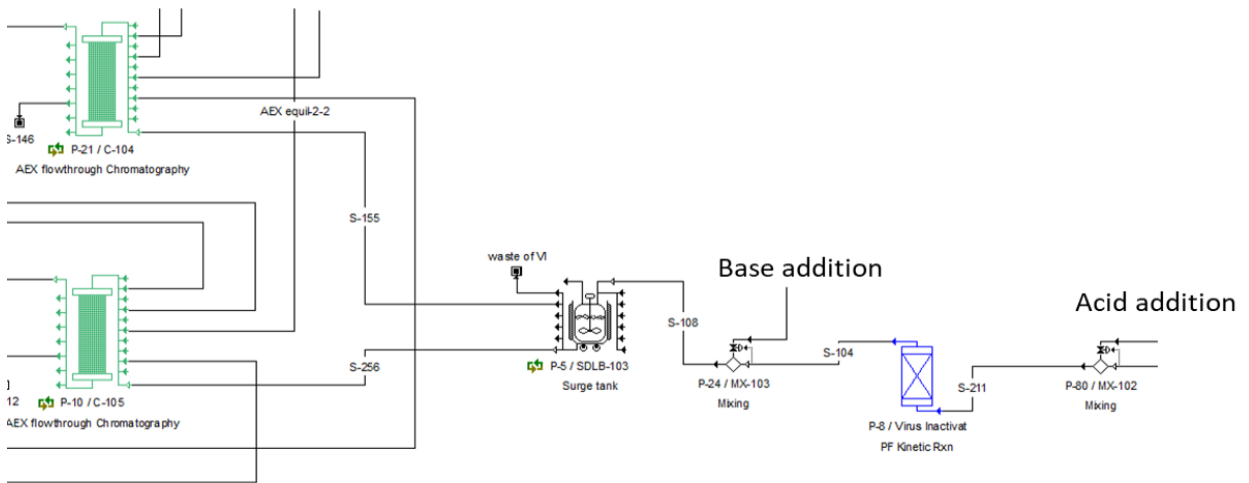 AEX equil-2-2
S-146
P-21 / C-104
AEX flowthrough Chromatography
S-155
waste of VI
Base addition
Acid addition
S-108
S-104
S-256
P-5 / SDLB-103
Surge tank
P-24 / MX-103
Mixing
S-211
P-80 / MX-102
Mixing
12
P-10 / C-105
AEX flowthrough Chromatography
P-8 / Virus Inactivat
PF Kinetic Rxn